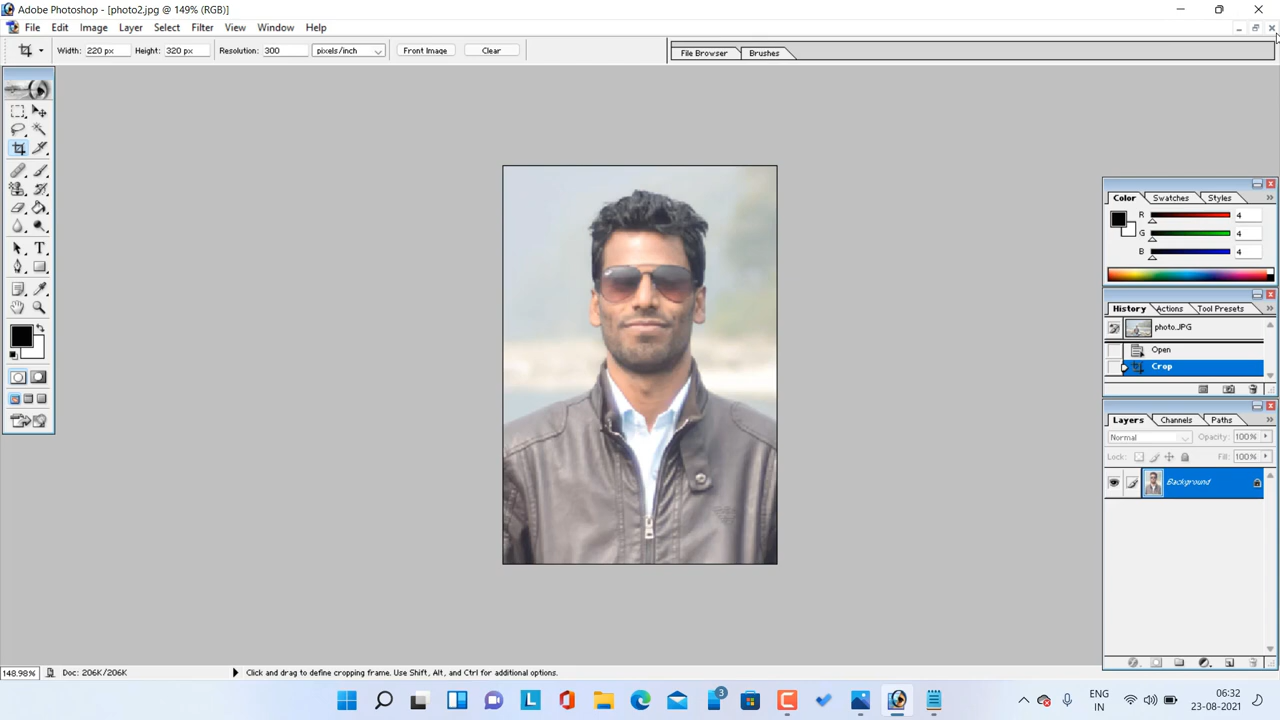 Adobe Photoshop - [photo2.jpg @ 149% (RGB)]
File Edit Image Layer Select Filter View Window Help
Width: 220 px Height: 320 px Resolution: 300 pixels/inch Front Image Clear
File Browser Brushes
Color Swatches Styles
R 4
G 4
B 4
History Actions Tool Presets
photo.JPG
Open
Crop
Layers Channels Paths
Normal Opacity: 100%
Lock: Fill: 100%
Background
148.98% Doc: 206K/206K Click and drag to define cropping frame. Use Shift, Alt, and Ctrl for additional options.
3
ENG
IN
06:32
23-08-2021